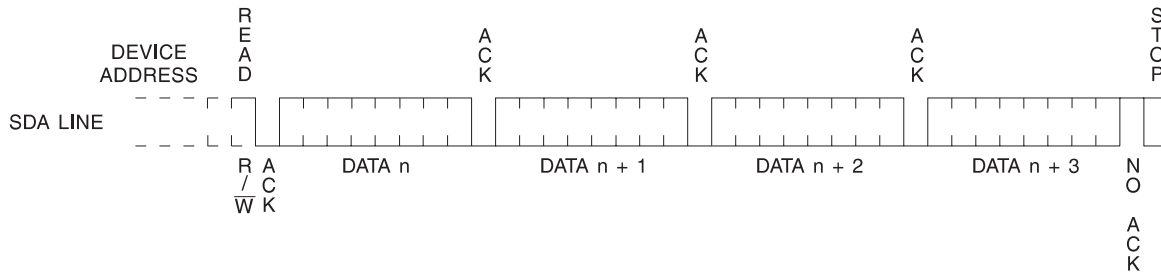 READ
ACK
ACK
ACK
STOP
DEVICE
ADDRESS
SDA LINE
R/W
ACK
DATA n
DATA n + 1
DATA n + 2
DATA n + 3
NO ACK